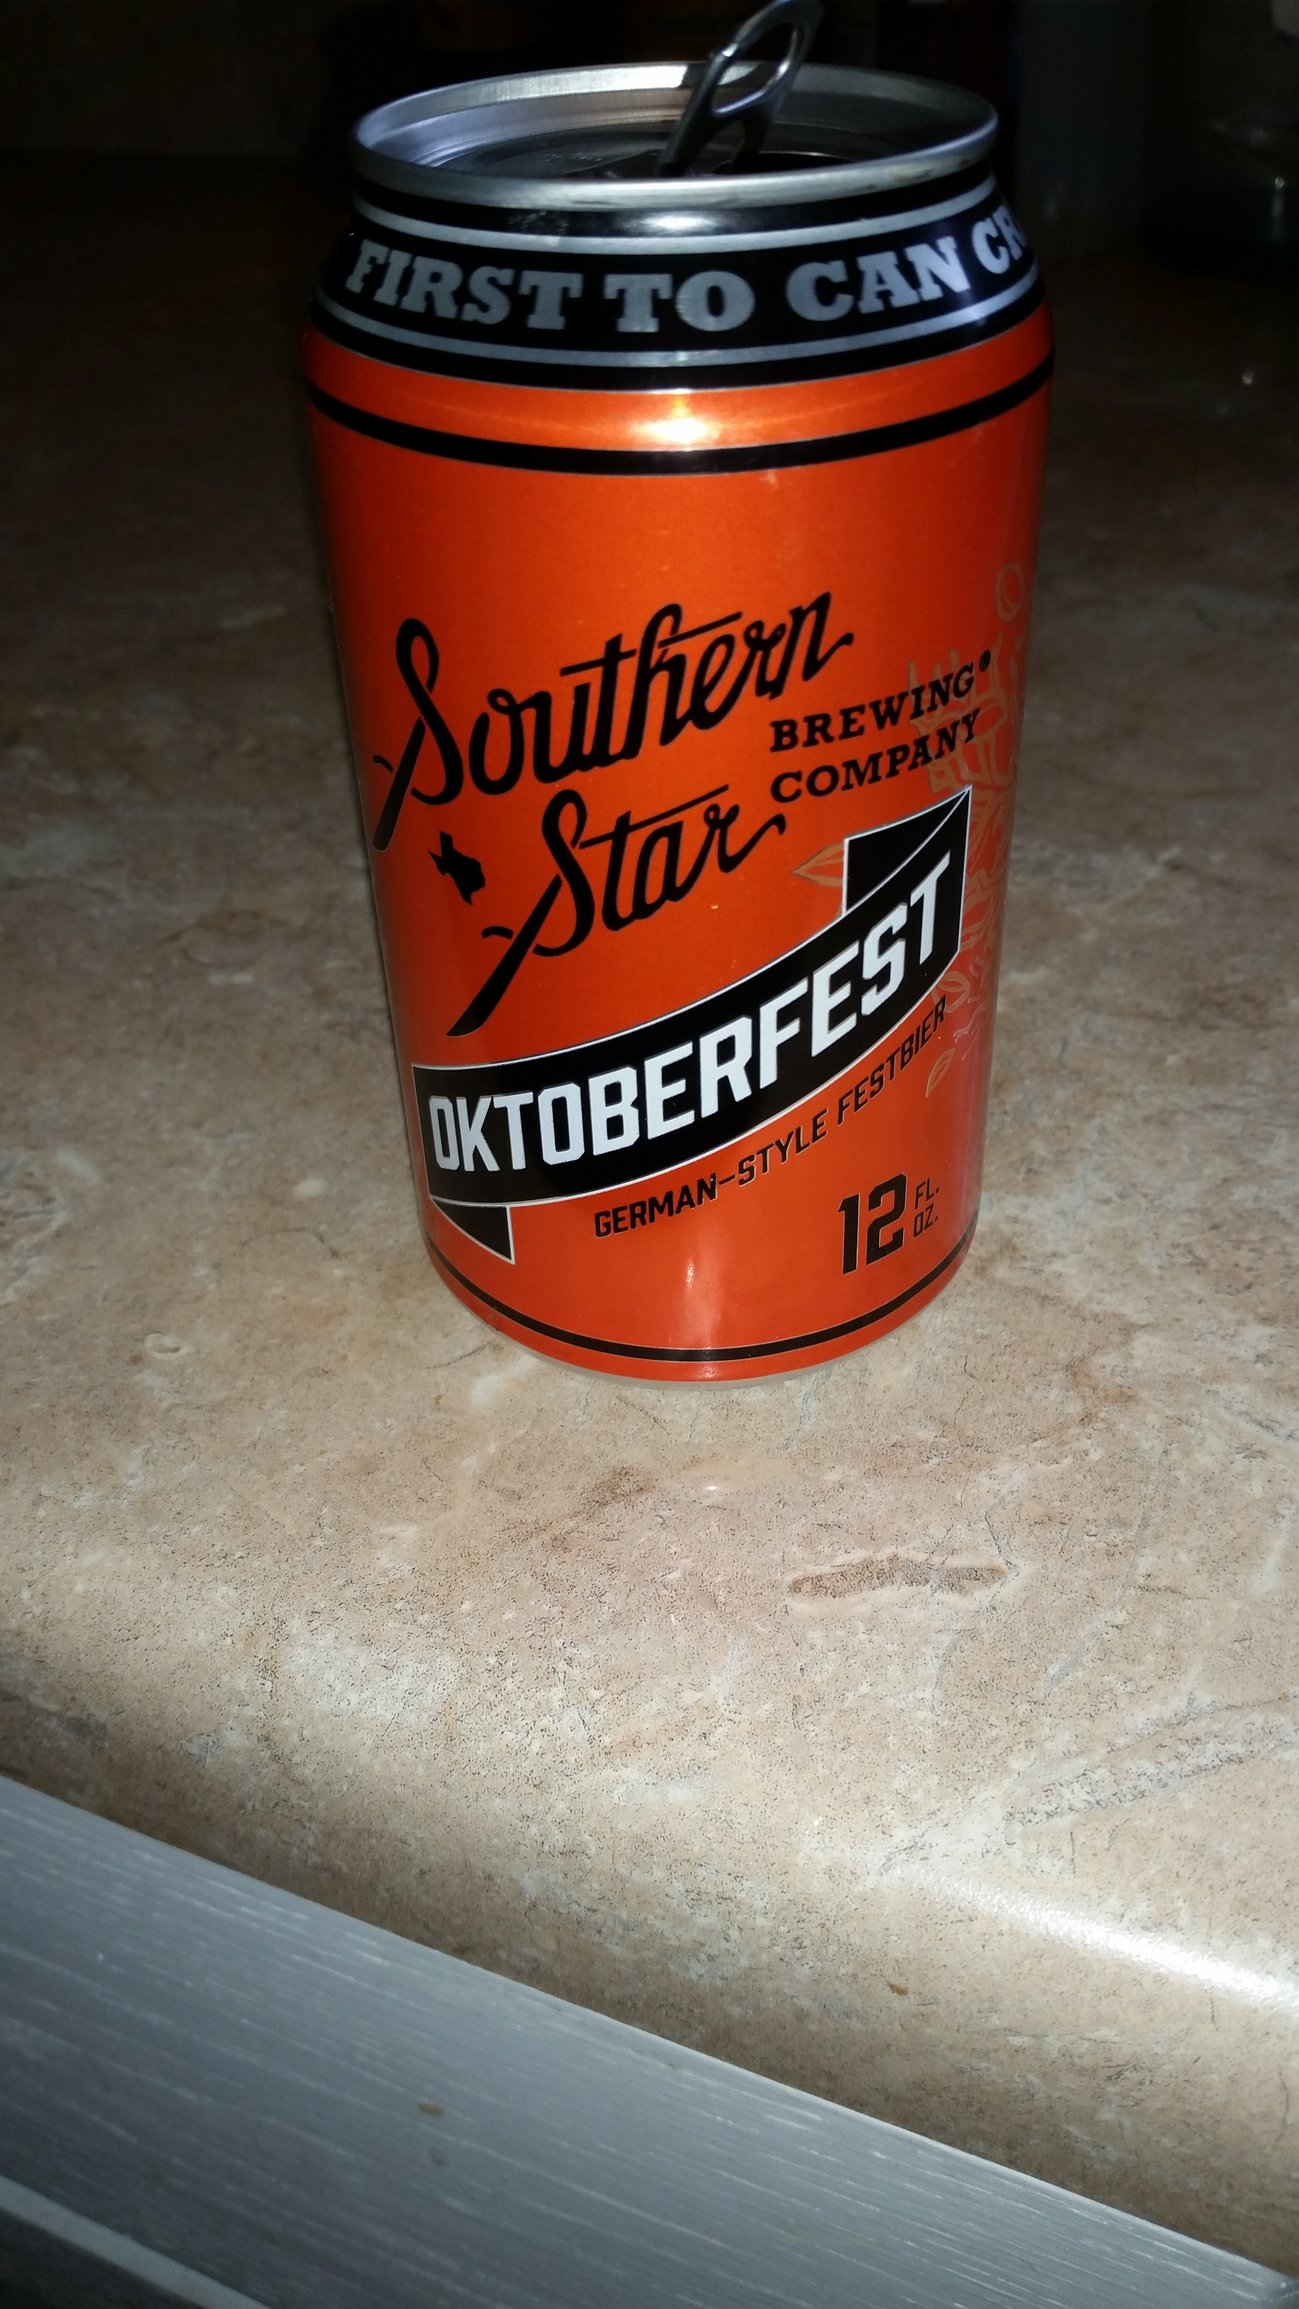 FIRST TO CAN
Southern
Star
BREWING®
COMPANY
OKTOBERFEST
GERMAN-STYLE FESTBIER
12 FL.
OZ.